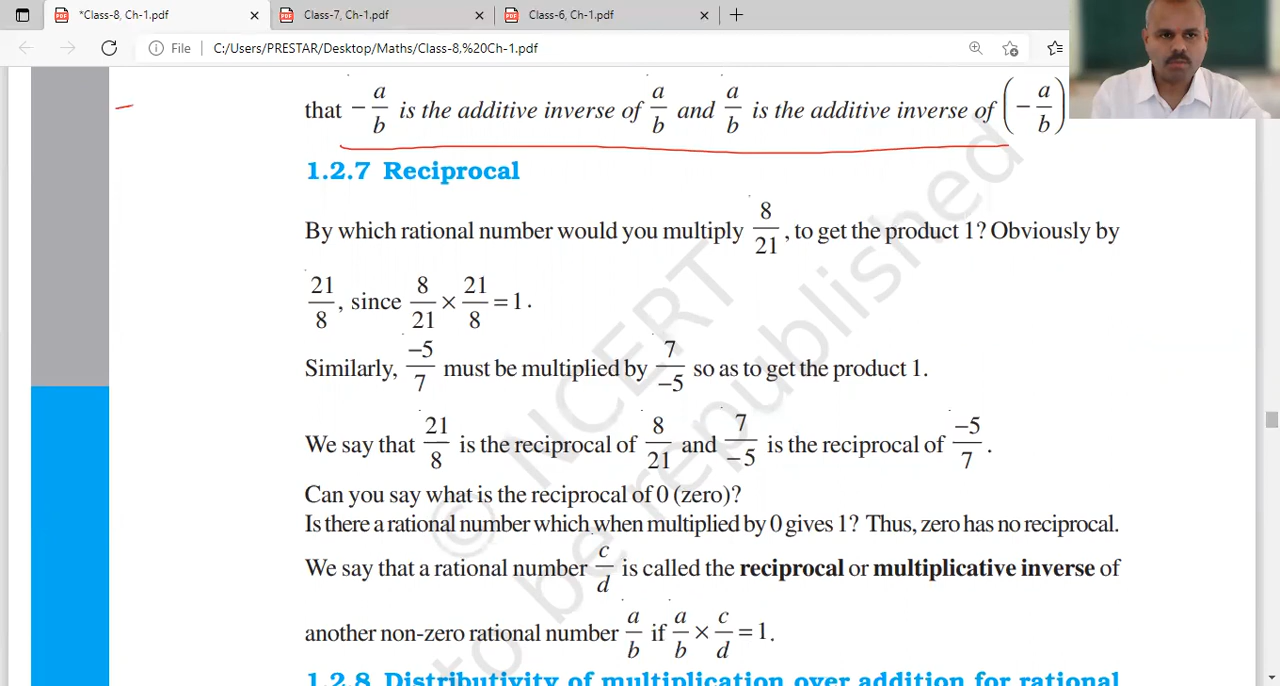 *Class-8, Ch-1.pdf
Class-7, Ch-1.pdf
Class-6, Ch-1.pdf
File
C:/Users/PRESTAR/Desktop/Maths/Class-8,%20Ch-1.pdf
that −a/b is the additive inverse of a/b and a/b is the additive inverse of (−a/b)
1.2.7 Reciprocal
By which rational number would you multiply 8/21, to get the product 1? Obviously by
21/8, since 8/21 × 21/8 = 1.
Similarly, −5/7 must be multiplied by 7/−5 so as to get the product 1.
We say that 21/8 is the reciprocal of 8/21 and 7/−5 is the reciprocal of −5/7.
Can you say what is the reciprocal of 0 (zero)?
Is there a rational number which when multiplied by 0 gives 1? Thus, zero has no reciprocal.
We say that a rational number c/d is called the reciprocal or multiplicative inverse of
another non-zero rational number a/b if a/b × c/d = 1.
1.2.8 Distributivity of multiplication over addition for rational
© NCERT
to be republished